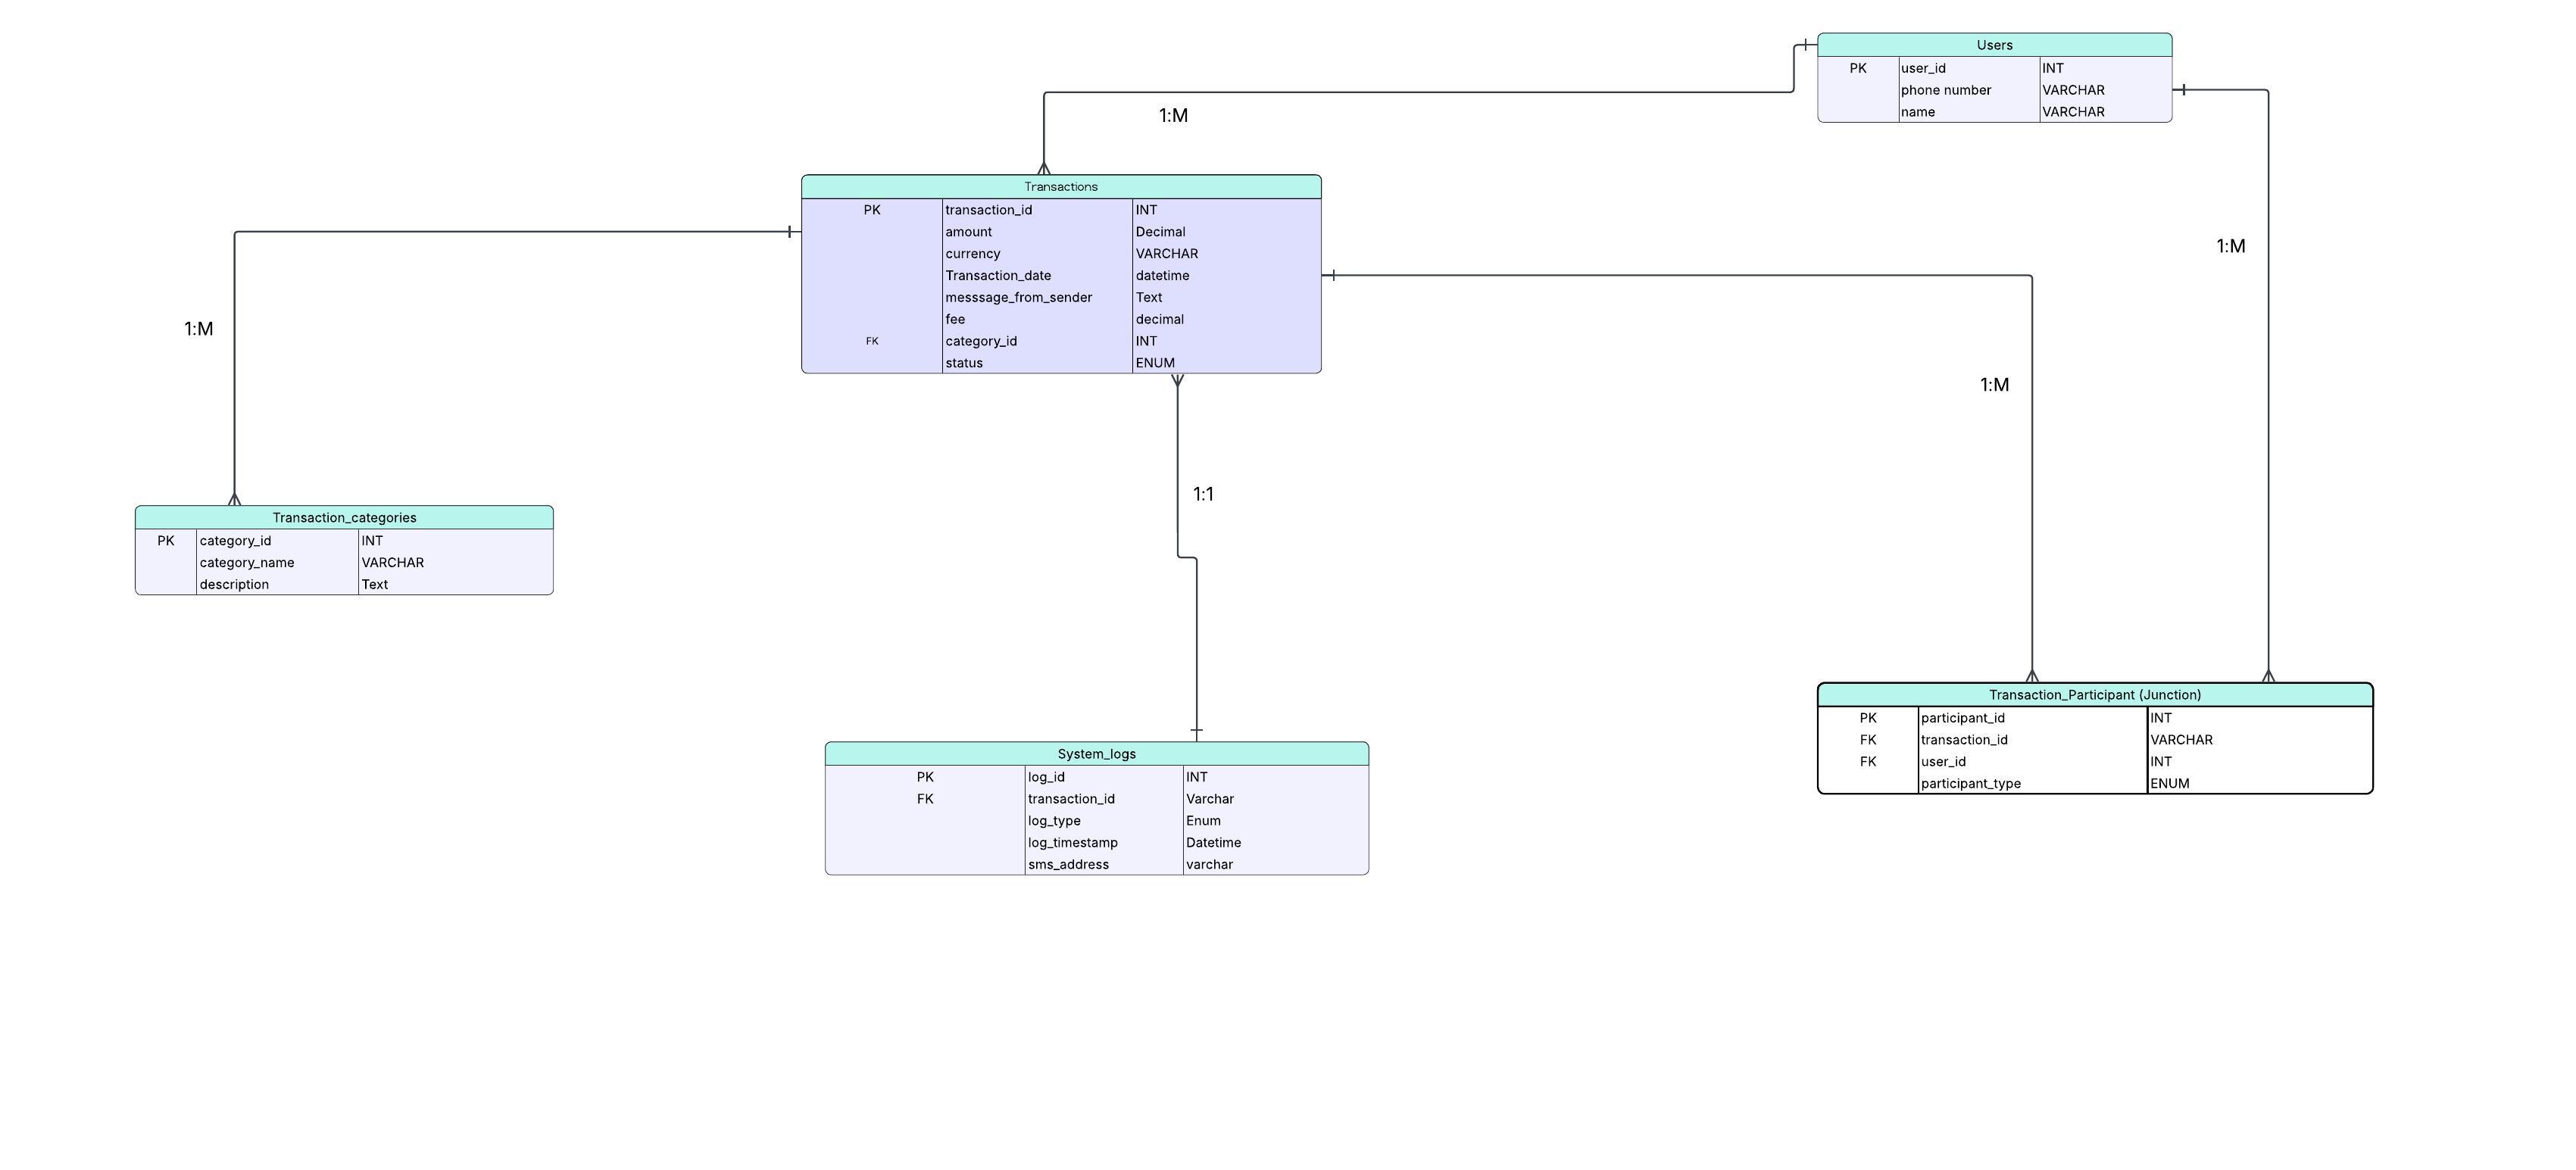 Users
PK user_id INT
phone number VARCHAR
name VARCHAR
1:M
Transactions
PK transaction_id INT
amount Decimal
currency VARCHAR
Transaction_date datetime
messsage_from_sender Text
fee decimal
FK category_id INT
status ENUM
1:M
1:M
1:M
1:1
Transaction_categories
PK category_id INT
category_name VARCHAR
description Text
Transaction_Participant (Junction)
PK participant_id INT
FK transaction_id VARCHAR
FK user_id INT
participant_type ENUM
System_logs
PK log_id INT
FK transaction_id Varchar
log_type Enum
log_timestamp Datetime
sms_address varchar